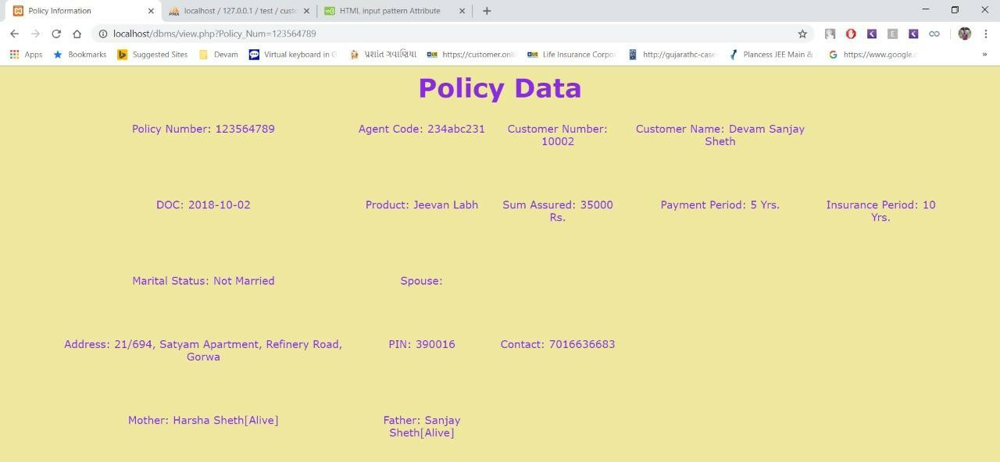 Policy Information
localhost / 127.0.0.1 / test / custo
HTML input pattern Attribute
localhost/dbms/view.php?Policy_Num=123564789
Apps
Bookmarks
Suggested Sites
Devam
Virtual keyboard in G
પ્રશાંત ગવાણિયા
https://customer.onli
Life Insurance Corpo
http://gujarathc-case
Plancess JEE Main &
https://www.google.c
»
Policy Data
Policy Number: 123564789 Agent Code: 234abc231 Customer Number: Customer Name: Devam Sanjay
10002 Sheth
DOC: 2018-10-02 Product: Jeevan Labh Sum Assured: 35000 Payment Period: 5 Yrs. Insurance Period: 10
Rs. Yrs.
Marital Status: Not Married Spouse:
Address: 21/694, Satyam Apartment, Refinery Road, PIN: 390016 Contact: 7016636683
Gorwa
Mother: Harsha Sheth[Alive] Father: Sanjay
Sheth[Alive]